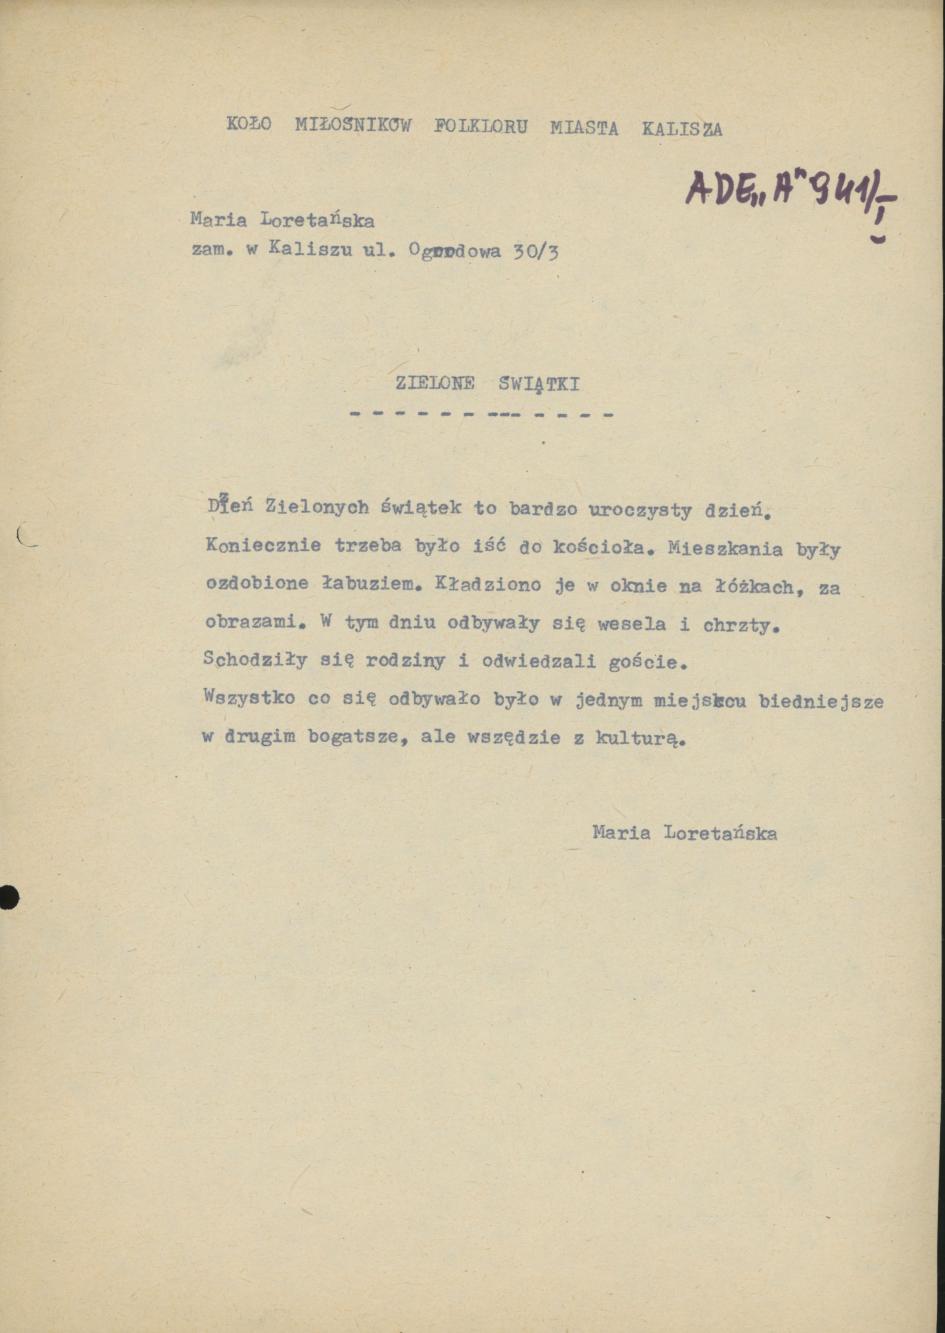 KOŁO MIŁOŚNIKÓW FOLKLORU MIASTA KALISZA
ADE „A" 941/
Maria Loretańska
zam. w Kaliszu ul. Ogrodowa 30/3
ZIELONE ŚWIĄTKI
Dzień Zielonych świątek to bardzo uroczysty dzień.
Koniecznie trzeba było iść do kościoła. Mieszkania były
ozdobione łabuziem. Kładziono je w oknie na łóżkach, za
obrazami. W tym dniu odbywały się wesela i chrzty.
Schodziły się rodziny i odwiedzali goście.
Wszystko co się odbywało było w jednym miejscu biedniejsze
w drugim bogatsze, ale wszędzie z kulturą.
Maria Loretańska